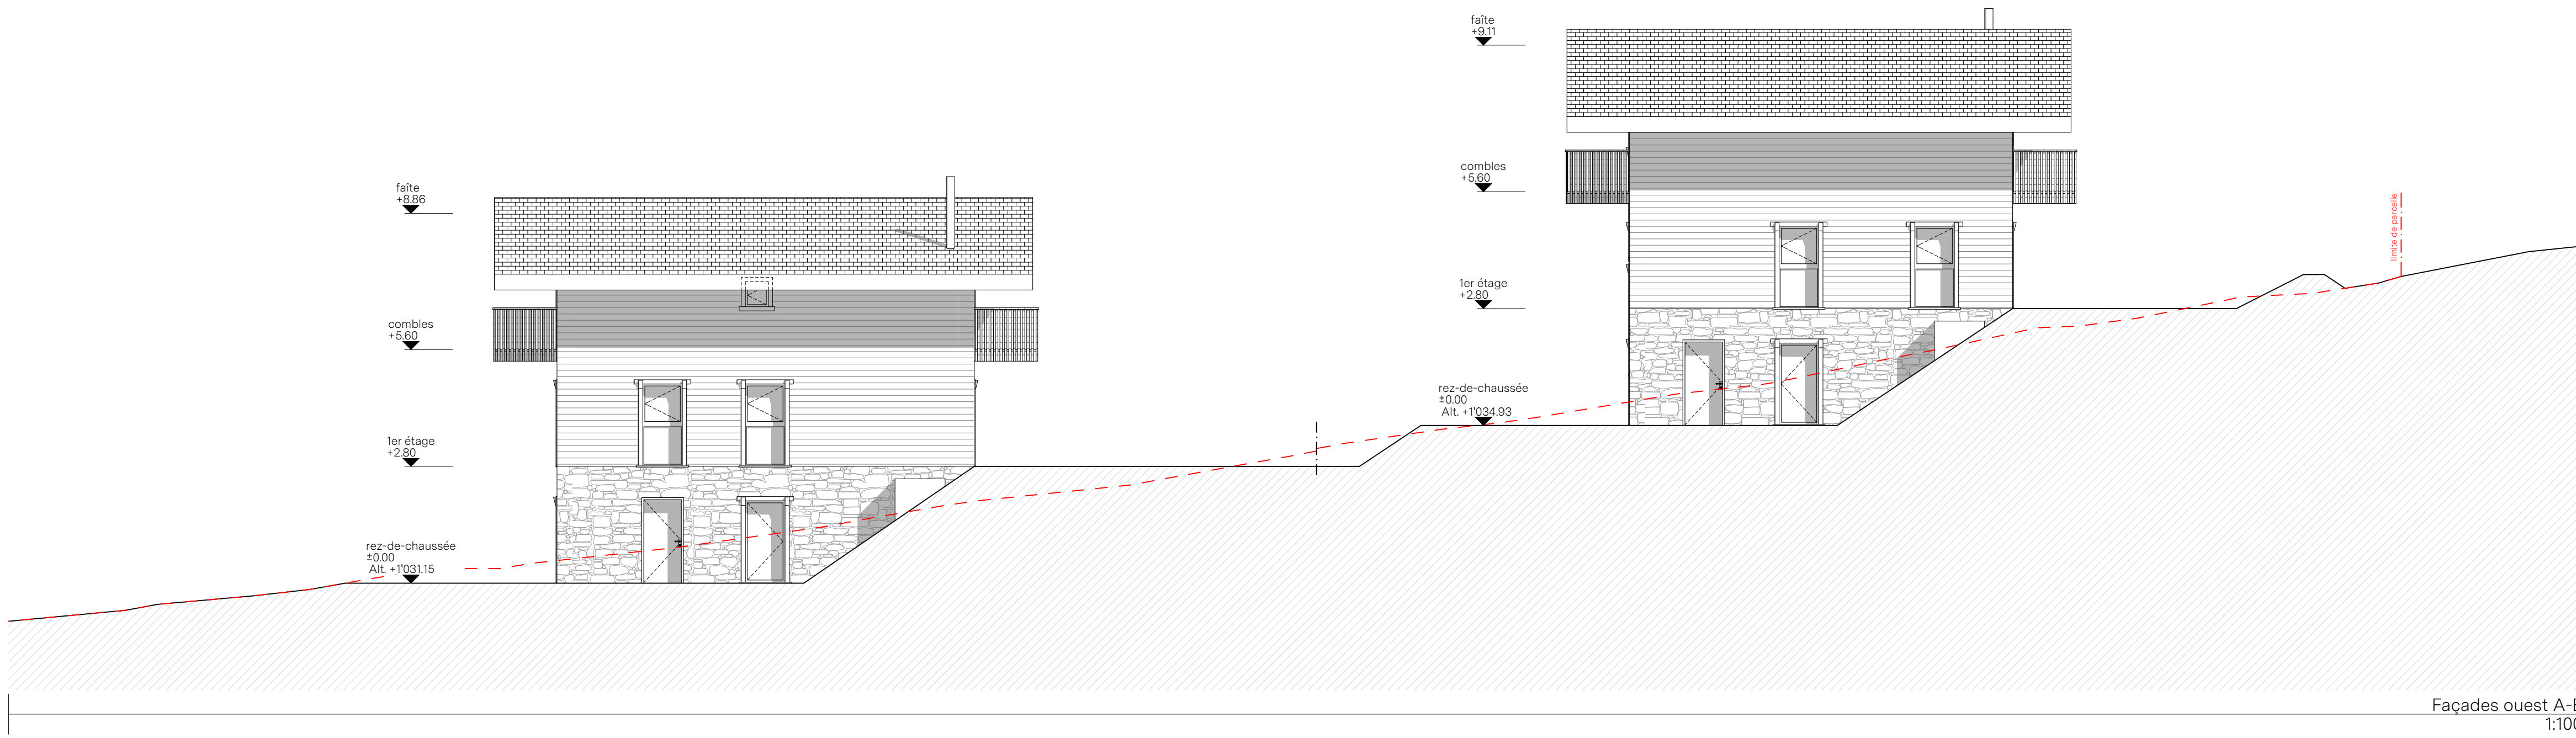 faîte
+8.86
combles
+5.60
1er étage
+2.80
rez-de-chaussée
±0.00
Alt. +1'031.15
faîte
+9.11
combles
+5.60
1er étage
+2.80
rez-de-chaussée
±0.00
Alt. +1'034.93
limite de parcelle
Façades ouest A-
1:10